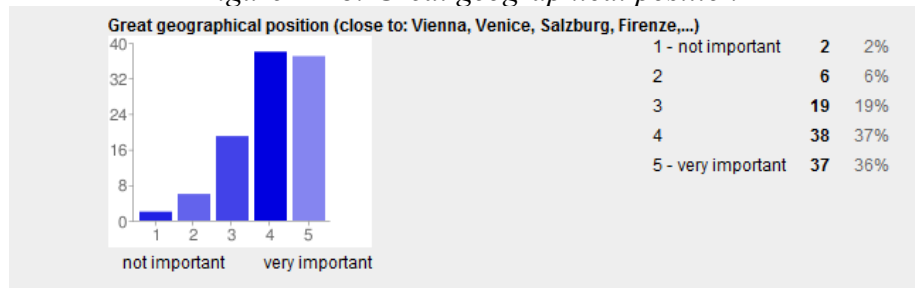 Great geographical position (close to: Vienna, Venice, Salzburg, Firenze,...)
40
32
24
16
8
0
1 2 3 4 5
not important very important
1 - not important 2 2%
2 6 6%
3 19 19%
4 38 37%
5 - very important 37 36%